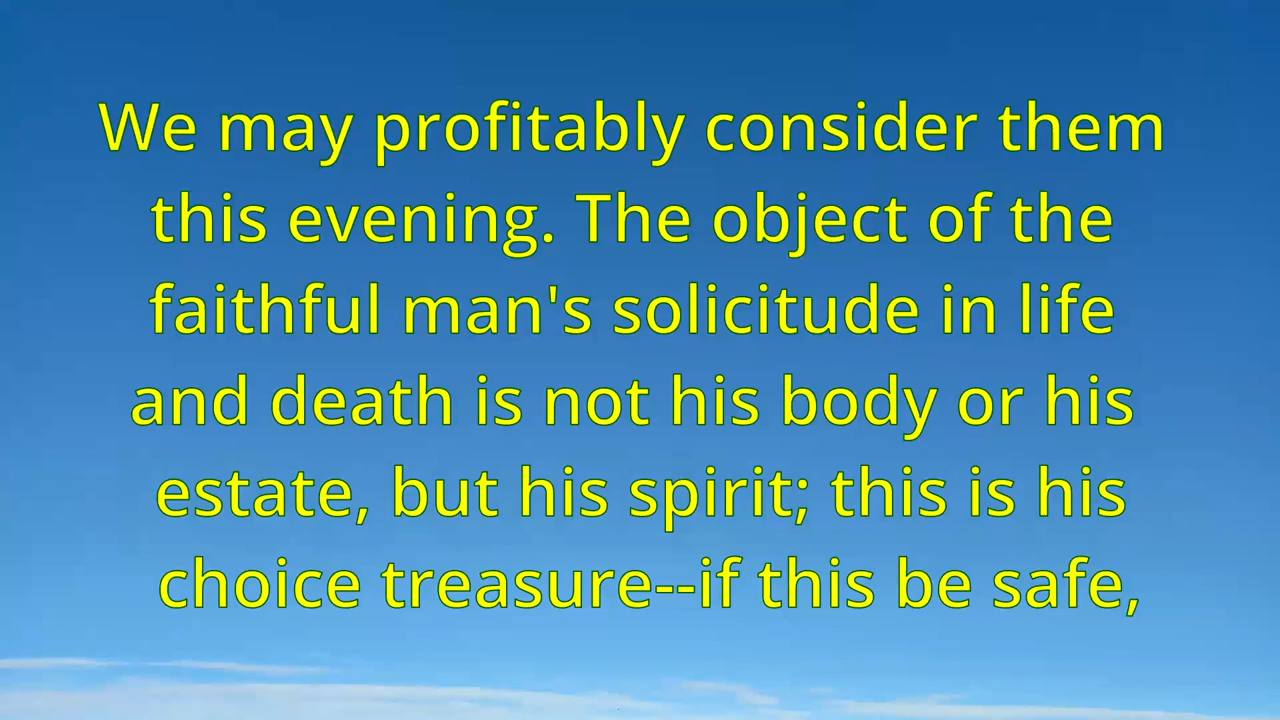 We may profitably consider them
this evening. The object of the
faithful man's solicitude in life
and death is not his body or his
estate, but his spirit; this is his
choice treasure--if this be safe,